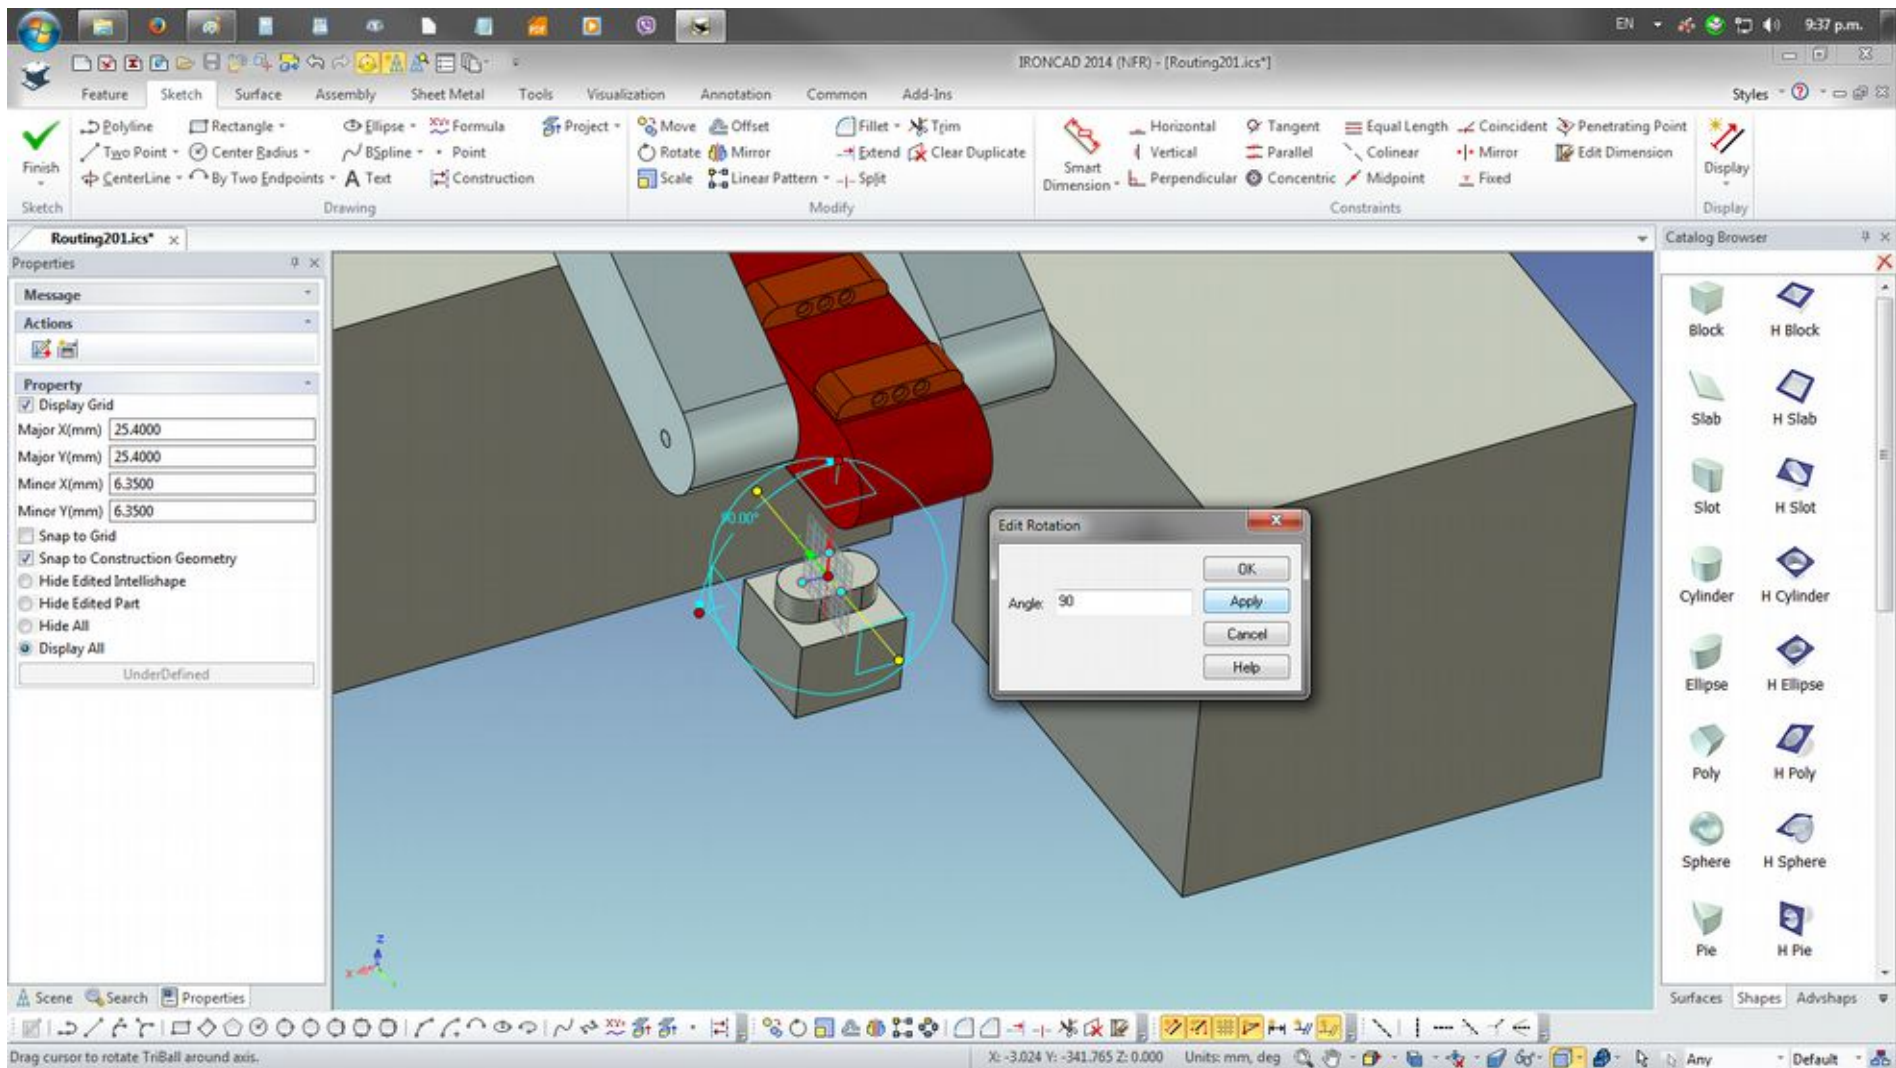 EN 9:37 p.m.
IRONCAD 2014 (NFR) - [Routing201.ics*]
Feature Sketch Surface Assembly Sheet Metal Tools Visualization Annotation Common Add-Ins Styles
Polyline Rectangle Ellipse Formula Project Move Offset Fillet Trim Horizontal Tangent Equal Length Coincident Penetrating Point
Two Point Center Radius BSpline Point Rotate Mirror Extend Clear Duplicate Vertical Parallel Colinear Mirror Edit Dimension
Finish CenterLine By Two Endpoints A Text Construction Scale Linear Pattern Split Smart Dimension Perpendicular Concentric Midpoint Fixed Display
Sketch Drawing Modify Constraints Display
Routing201.ics* Catalog Browser
Properties
Message
Actions
Property
Display Grid
Major X(mm) 25.4000
Major Y(mm) 25.4000
Minor X(mm) 6.3500
Minor Y(mm) 6.3500
Snap to Grid
Snap to Construction Geometry
Hide Edited Intellishape
Hide Edited Part
Hide All
Display All
UnderDefined
90.00°
Edit Rotation
OK
Angle: 90 Apply
Cancel
Help
Z
X
Block H Block
Slab H Slab
Slot H Slot
Cylinder H Cylinder
Ellipse H Ellipse
Poly H Poly
Sphere H Sphere
Pie H Pie
Scene Search Properties Surfaces Shapes Advshaps
Drag cursor to rotate TriBall around axis. X: -3.024 Y: -341.765 Z: 0.000 Units: mm, deg Any Default